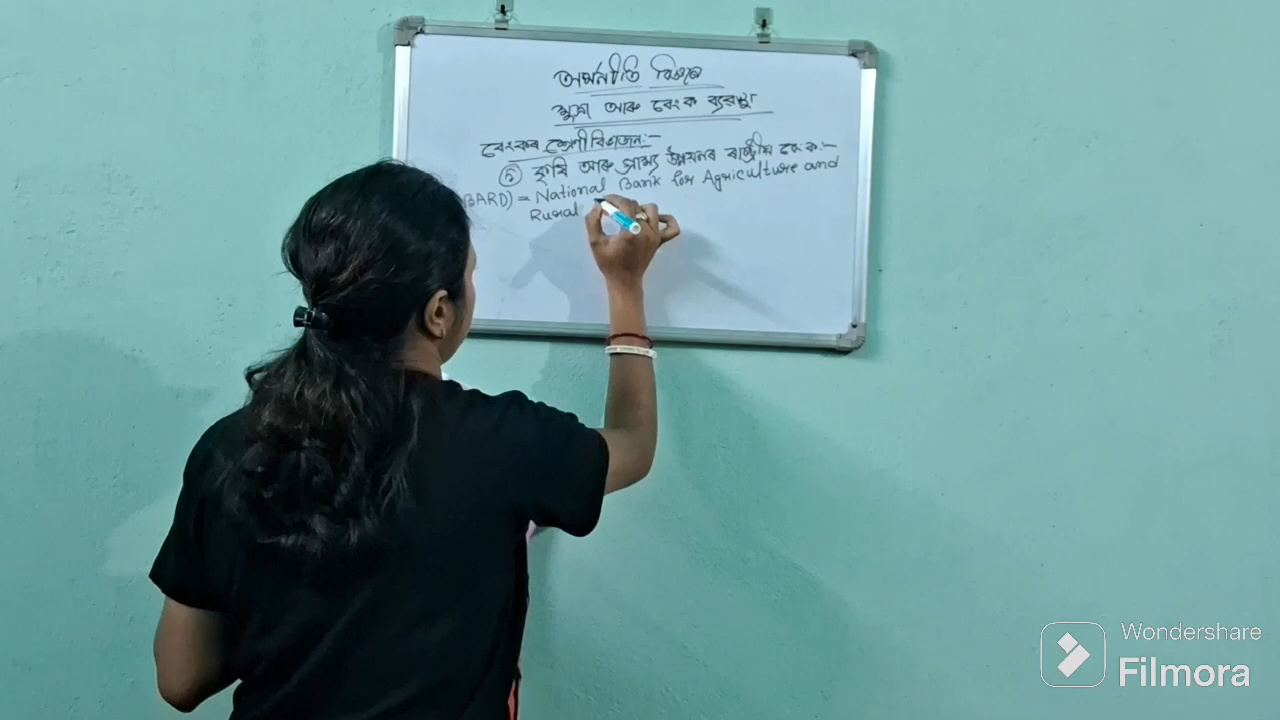 অৰ্থনীতি বিজ্ঞান
মুদ্ৰা আৰু বেংক ব্যৱস্থা
বেংকৰ শ্ৰেণী বিভাজন:-
৫ কৃষি আৰু গ্ৰাম্য উন্নয়নৰ ৰাষ্ট্ৰীয় বেংক:-
BARD) = National Bank for Agriculture and
Rural
Wondershare
Filmora